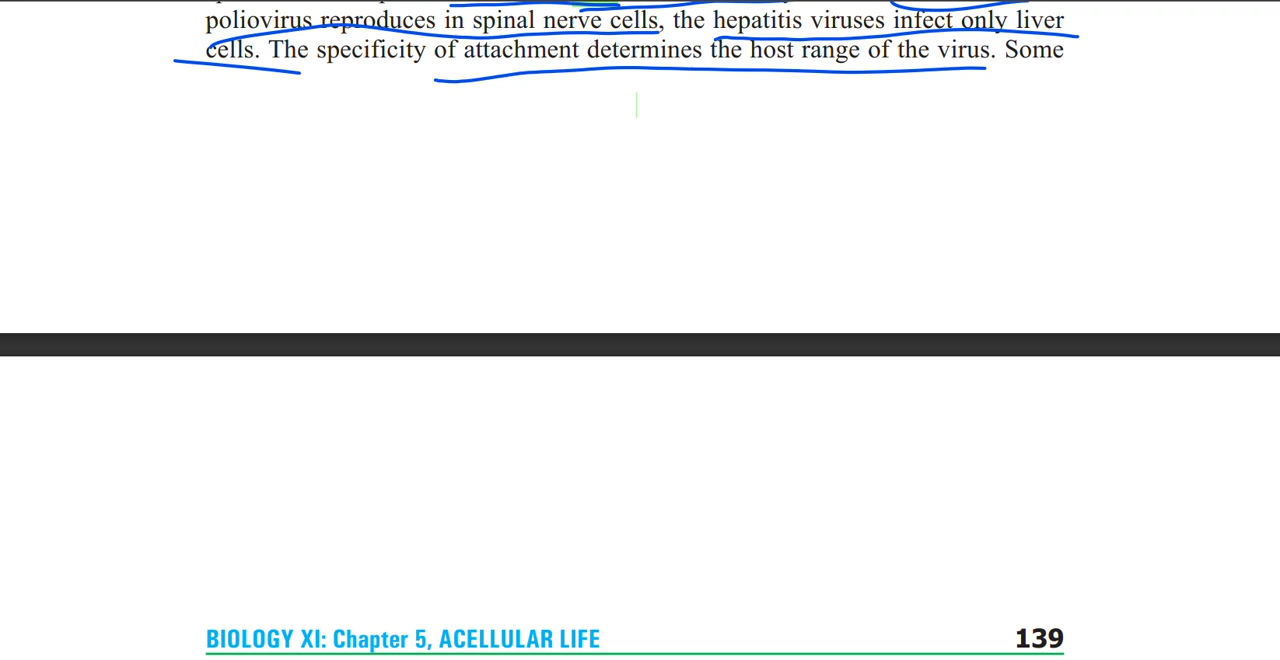 poliovirus reproduces in spinal nerve cells, the hepatitis viruses infect only liver
cells. The specificity of attachment determines the host range of the virus. Some
BIOLOGY XI: Chapter 5, ACELLULAR LIFE 139